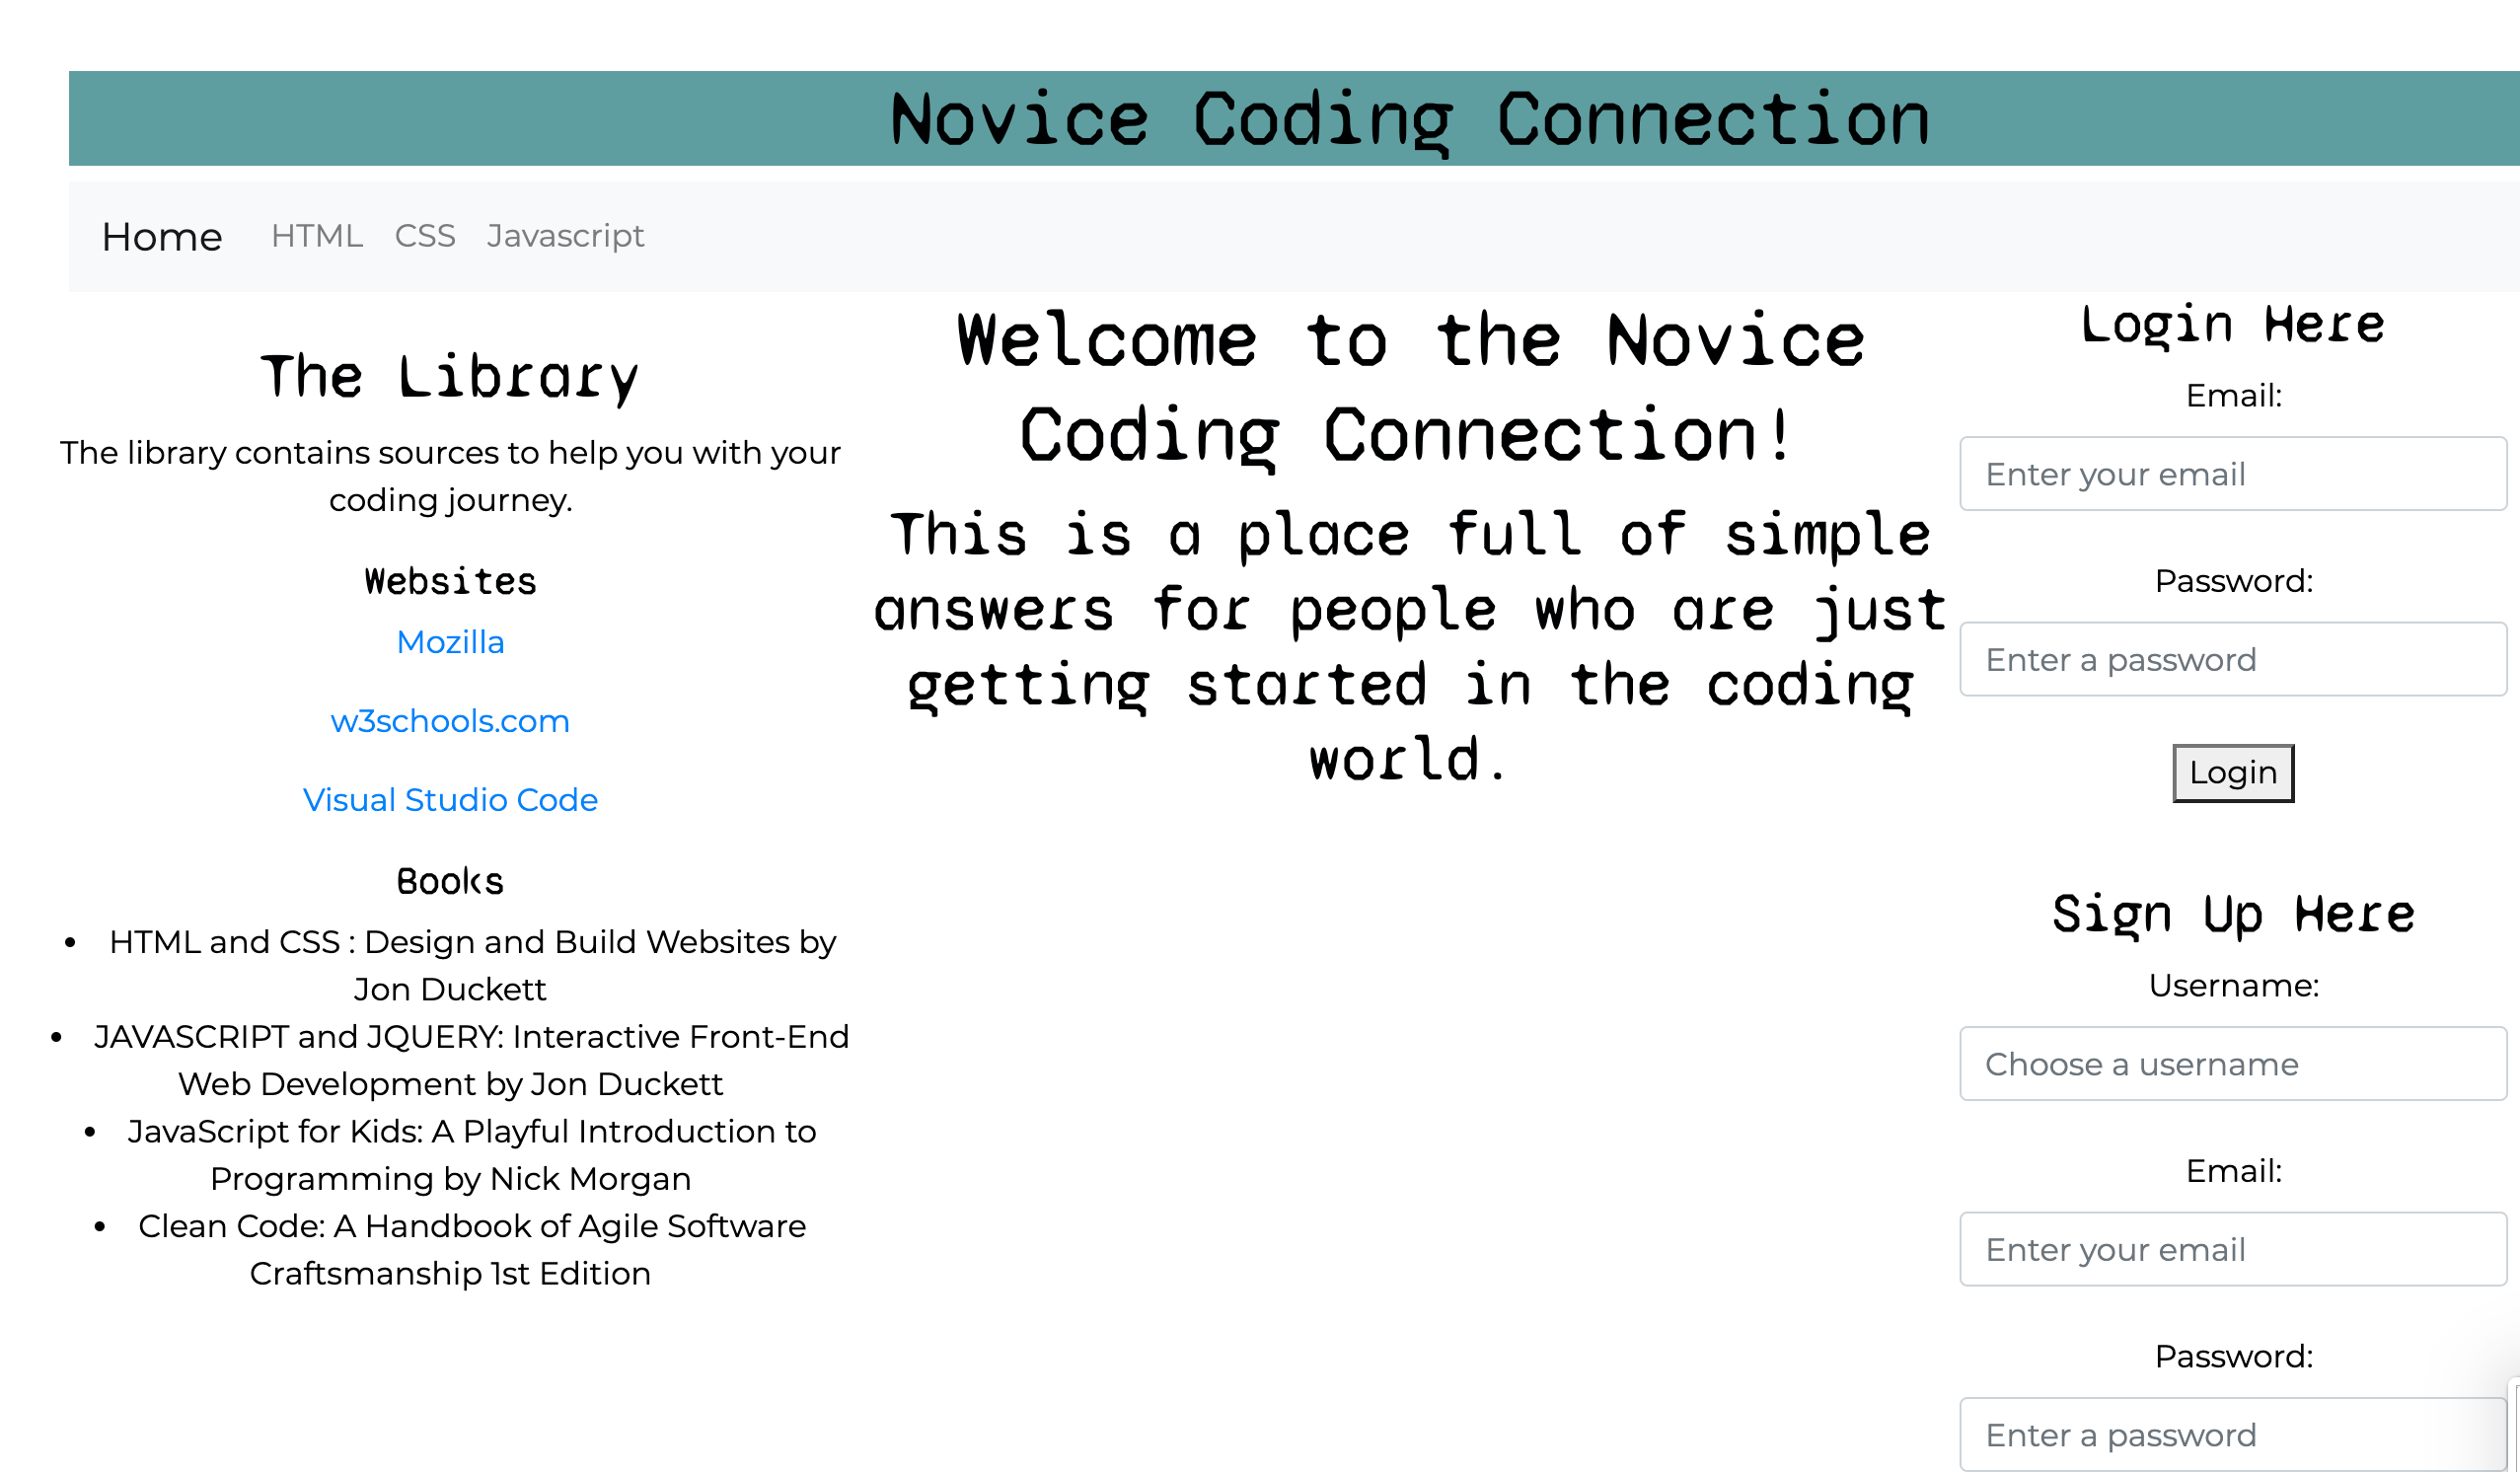 Novice Coding Connection
Home HTML CSS Javascript
The Library
The library contains sources to help you with your
coding journey.
Websites
Mozilla
w3schools.com
Visual Studio Code
Books
• HTML and CSS : Design and Build Websites by
Jon Duckett
• JAVASCRIPT and JQUERY: Interactive Front-End
Web Development by Jon Duckett
• JavaScript for Kids: A Playful Introduction to
Programming by Nick Morgan
• Clean Code: A Handbook of Agile Software
Craftsmanship 1st Edition
Welcome to the Novice
Coding Connection!
This is a place full of simple
answers for people who are just
getting started in the coding
world.
Login Here
Email:
Enter your email
Password:
Enter a password
Login
Sign Up Here
Username:
Choose a username
Email:
Enter your email
Password:
Enter a password